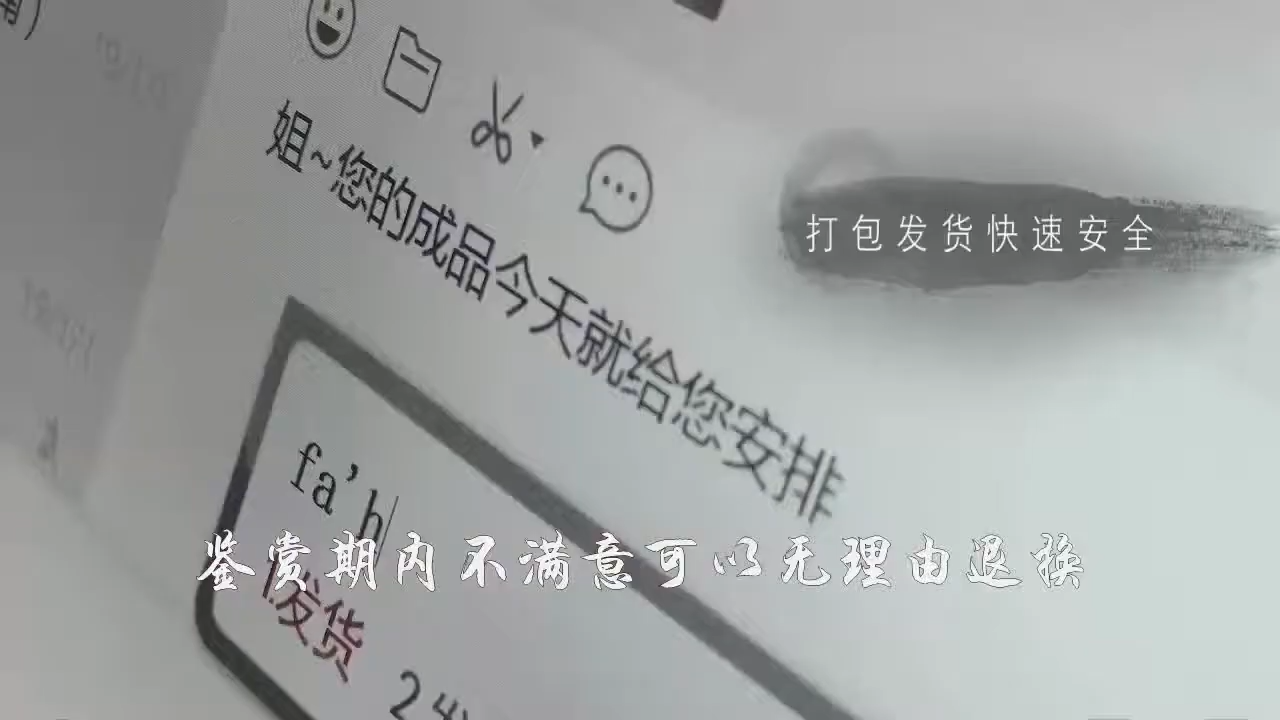 打包发货快速安全
姐~您的成品今天就给您安排
fa'h
鉴赏期内不满意可以无理由退换
1.发货